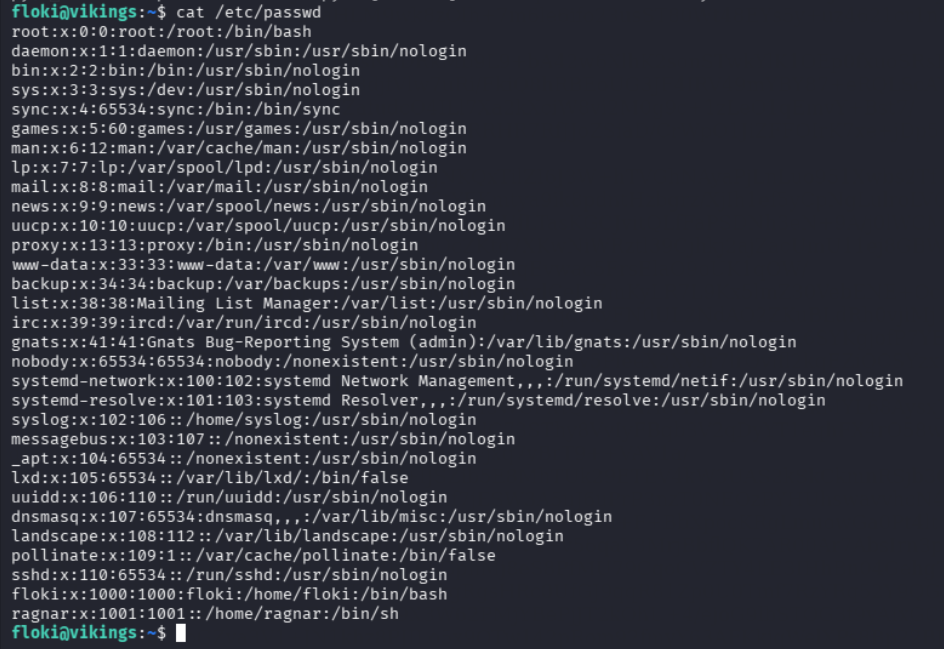 floki@vikings:~$ cat /etc/passwd
root:x:0:0:root:/root:/bin/bash
daemon:x:1:1:daemon:/usr/sbin:/usr/sbin/nologin
bin:x:2:2:bin:/bin:/usr/sbin/nologin
sys:x:3:3:sys:/dev:/usr/sbin/nologin
sync:x:4:65534:sync:/bin:/bin/sync
games:x:5:60:games:/usr/games:/usr/sbin/nologin
man:x:6:12:man:/var/cache/man:/usr/sbin/nologin
lp:x:7:7:lp:/var/spool/lpd:/usr/sbin/nologin
mail:x:8:8:mail:/var/mail:/usr/sbin/nologin
news:x:9:9:news:/var/spool/news:/usr/sbin/nologin
uucp:x:10:10:uucp:/var/spool/uucp:/usr/sbin/nologin
proxy:x:13:13:proxy:/bin:/usr/sbin/nologin
www-data:x:33:33:www-data:/var/www:/usr/sbin/nologin
backup:x:34:34:backup:/var/backups:/usr/sbin/nologin
list:x:38:38:Mailing List Manager:/var/list:/usr/sbin/nologin
irc:x:39:39:ircd:/var/run/ircd:/usr/sbin/nologin
gnats:x:41:41:Gnats Bug-Reporting System (admin):/var/lib/gnats:/usr/sbin/nologin
nobody:x:65534:65534:nobody:/nonexistent:/usr/sbin/nologin
systemd-network:x:100:102:systemd Network Management,,,:/run/systemd/netif:/usr/sbin/nologin
systemd-resolve:x:101:103:systemd Resolver,,,:/run/systemd/resolve:/usr/sbin/nologin
syslog:x:102:106::/home/syslog:/usr/sbin/nologin
messagebus:x:103:107::/nonexistent:/usr/sbin/nologin
_apt:x:104:65534::/nonexistent:/usr/sbin/nologin
lxd:x:105:65534::/var/lib/lxd/:/bin/false
uuidd:x:106:110::/run/uuidd:/usr/sbin/nologin
dnsmasq:x:107:65534:dnsmasq,,,:/var/lib/misc:/usr/sbin/nologin
landscape:x:108:112::/var/lib/landscape:/usr/sbin/nologin
pollinate:x:109:1::/var/cache/pollinate:/bin/false
sshd:x:110:65534::/run/sshd:/usr/sbin/nologin
floki:x:1000:1000:floki:/home/floki:/bin/bash
ragnar:x:1001:1001::/home/ragnar:/bin/sh
floki@vikings:~$